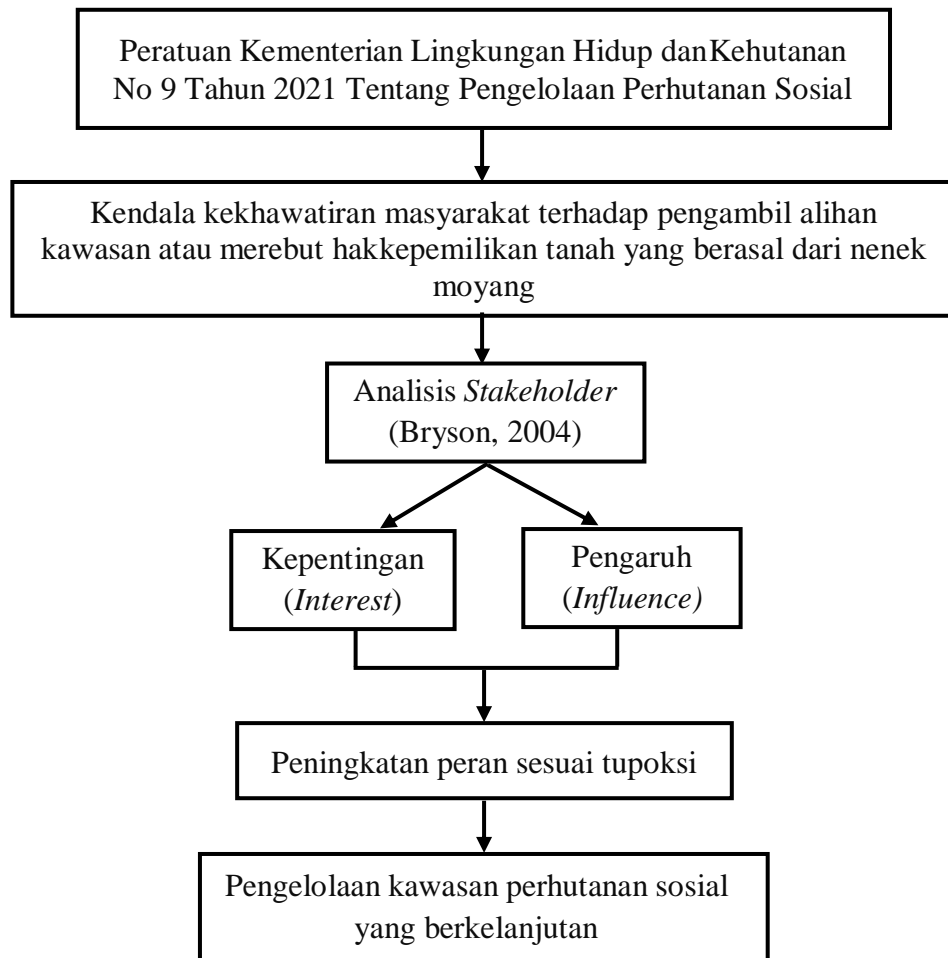 Peratuan Kementerian Lingkungan Hidup danKehutanan
No 9 Tahun 2021 Tentang Pengelolaan Perhutanan Sosial
Kendala kekhawatiran masyarakat terhadap pengambil alihan
kawasan atau merebut hakkepemilikan tanah yang berasal dari nenek
moyang
Analisis Stakeholder
(Bryson, 2004)
Kepentingan
(Interest)
Pengaruh
(Influence)
Peningkatan peran sesuai tupoksi
Pengelolaan kawasan perhutanan sosial
yang berkelanjutan